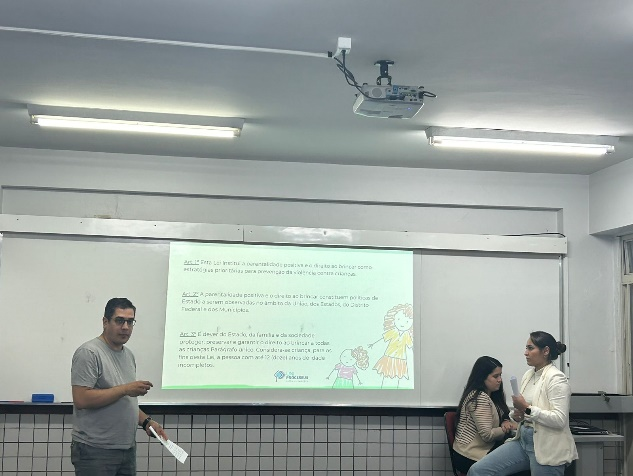 Art. 1º Esta Lei institui a parentalidade positiva e o direito ao brincar como
estratégias prioritárias para prevenção da violência contra crianças.
Art. 2º A parentalidade positiva e o direito ao brincar constituem políticas de
Estado a serem observadas no âmbito da União, dos Estados, do Distrito
Federal e dos Municípios.
Art. 3º É dever do Estado, da família e da sociedade
proteger, preservar e garantir o direito ao brincar a todas
as crianças. Parágrafo único. Considera-se criança, para os
fins desta Lei, a pessoa com até 12 (doze) anos de idade
incompletos.
PROCESSUS